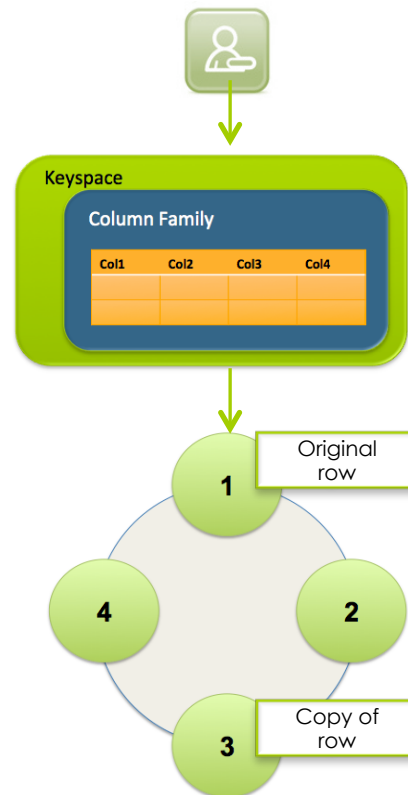 Keyspace
Column Family
Col1 Col2 Col3 Col4
Original
row
1
4
2
3
Copy of
row